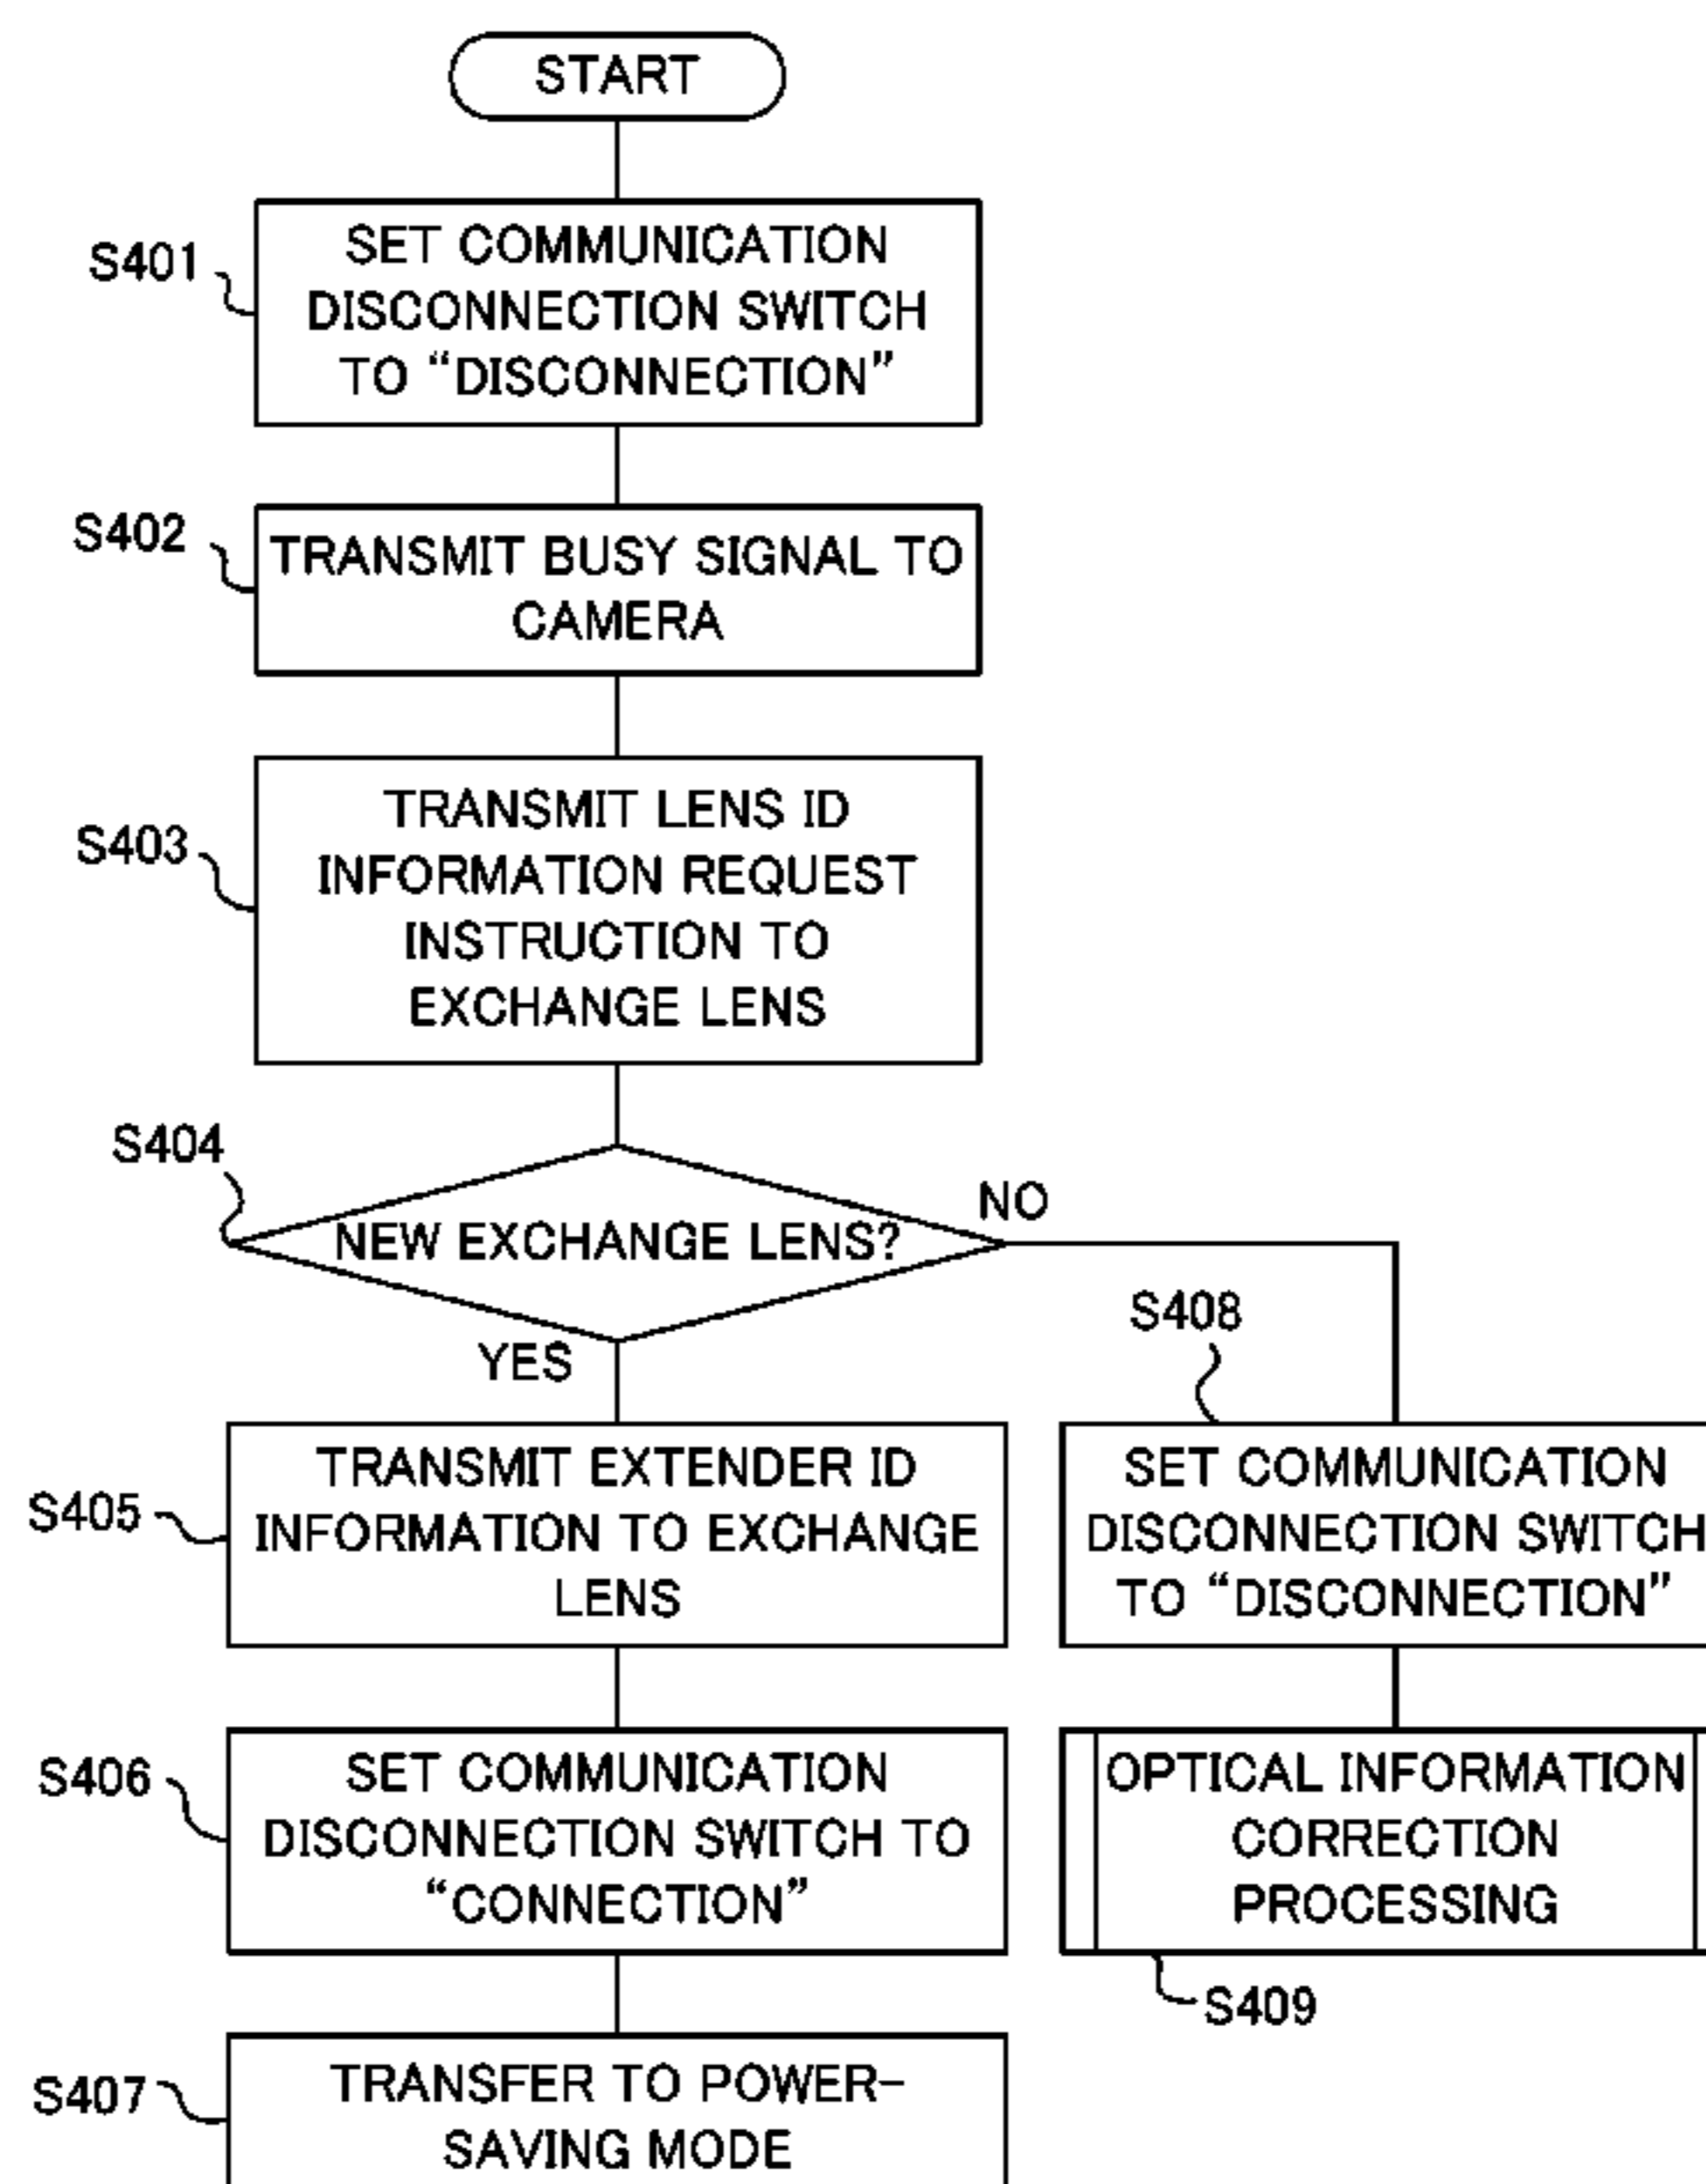 START
S401
SET COMMUNICATION
DISCONNECTION SWITCH
TO “DISCONNECTION”
S402
TRANSMIT BUSY SIGNAL TO
CAMERA
S403
TRANSMIT LENS ID
INFORMATION REQUEST
INSTRUCTION TO
EXCHANGE LENS
S404
NEW EXCHANGE LENS?
NO
YES
S405
TRANSMIT EXTENDER ID
INFORMATION TO EXCHANGE
LENS
S406
SET COMMUNICATION
DISCONNECTION SWITCH TO
“CONNECTION”
S407
TRANSFER TO POWER-
SAVING MODE
S408
SET COMMUNICATION
DISCONNECTION SWITCH
TO “DISCONNECTION”
OPTICAL INFORMATION
CORRECTION
PROCESSING
S409